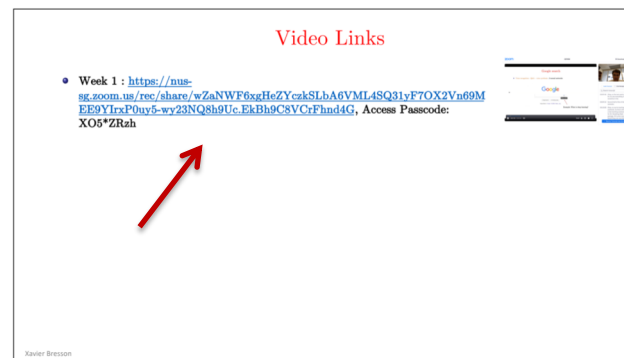 Video Links
Week 1 : https://nus-
sg.zoom.us/rec/share/wZaNWF6xgHeZYczkSLbA6VML4SQ31yF7OX2Vn69M
EE9YIrxP0uy5-wy23NQ8h9Uc.EkBh9C8VCrFhnd4G, Access Passcode:
XO5*ZRzh
Google
Xavier Bresson